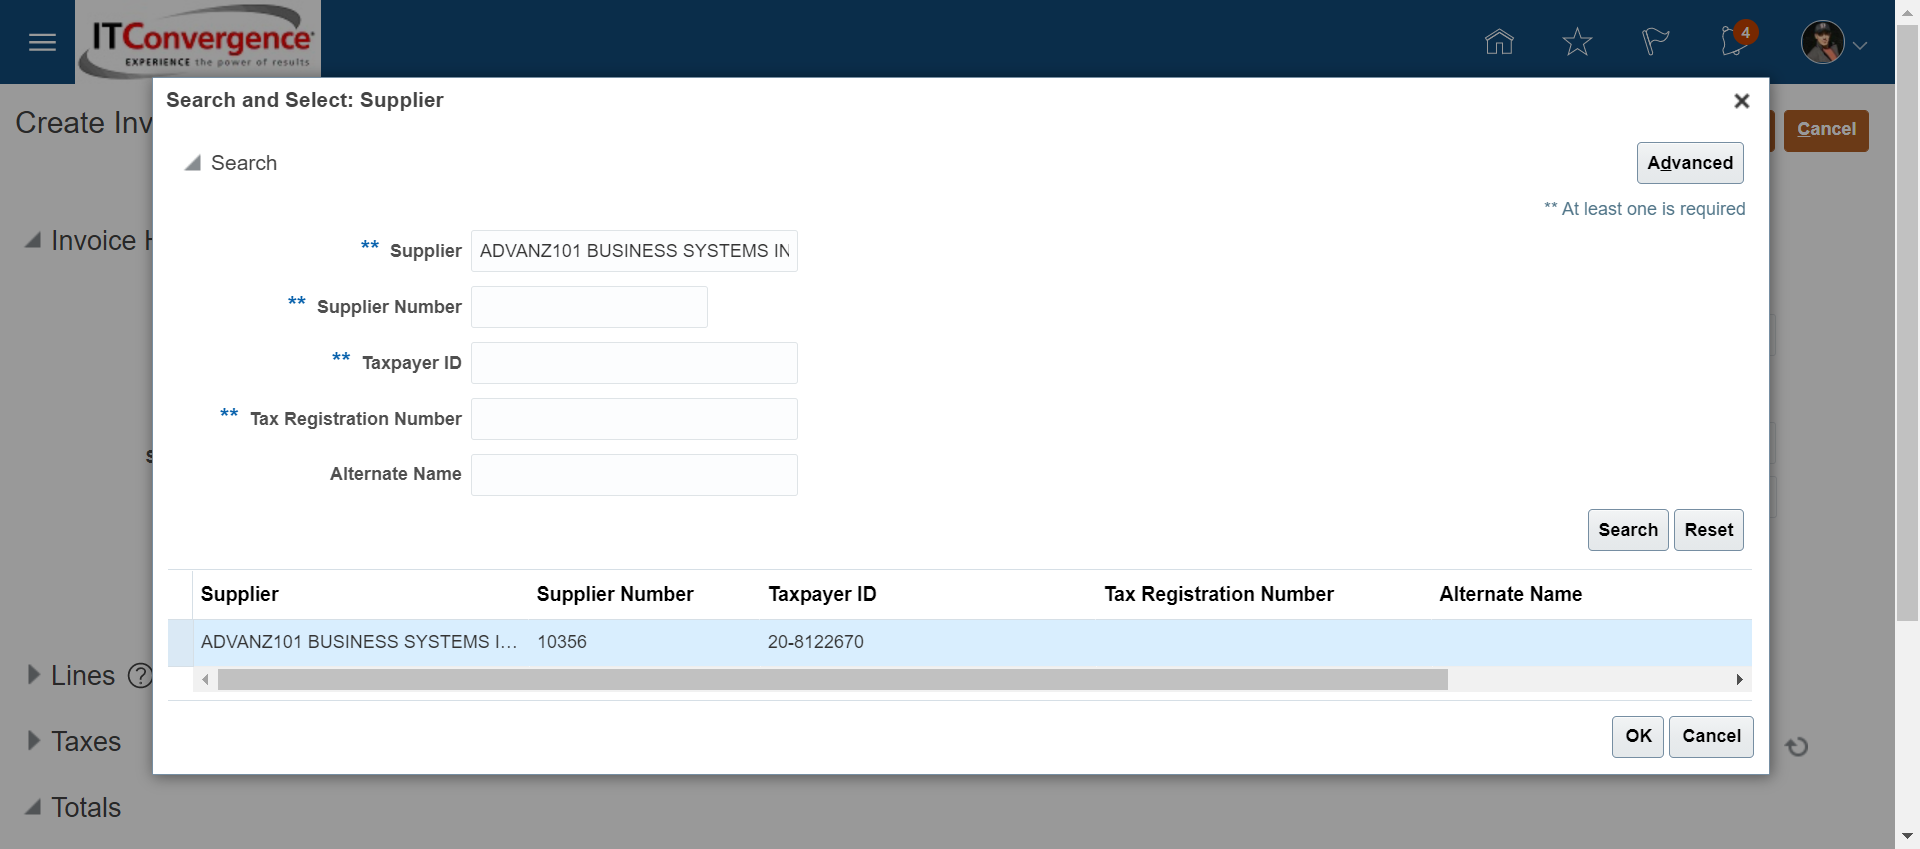 ITConvergence
EXPERIENCE the power of results
4
Search and Select: Supplier
Create Inv
Cancel
Search
Advanced
** At least one is required
Invoice H
** Supplier ADVANZ101 BUSINESS SYSTEMS IN
** Supplier Number
** Taxpayer ID
** Tax Registration Number
s
Alternate Name
Search Reset
Supplier Supplier Number Taxpayer ID Tax Registration Number Alternate Name
ADVANZ101 BUSINESS SYSTEMS I... 10356 20-8122670
Lines ?
OK Cancel
Taxes
Totals